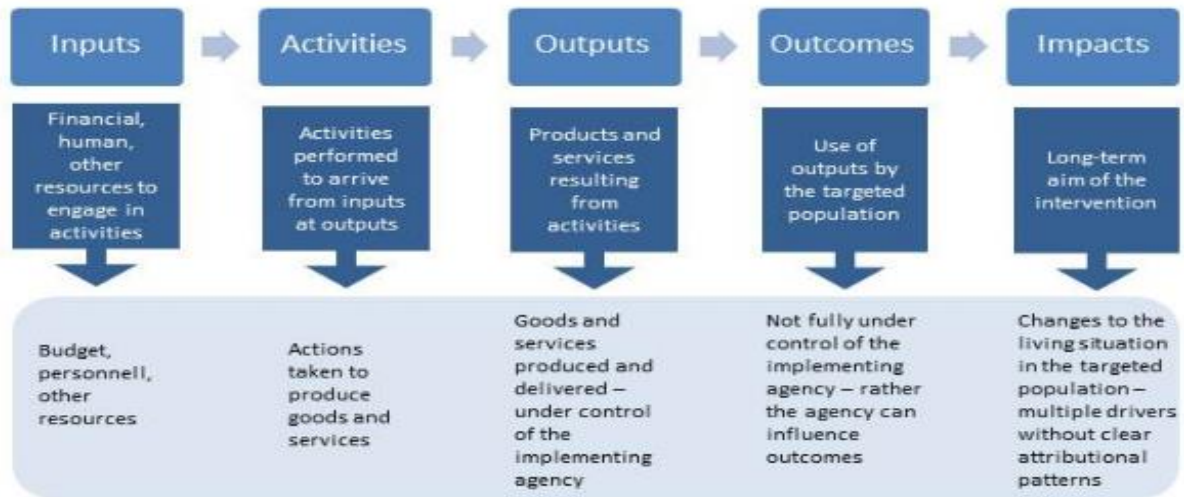 Inputs
Activities
Outputs
Outcomes
Impacts
Financial,
human,
other
resources to
engage in
activities
Activities
performed
to arrive
from inputs
at outputs
Products and
services
resulting
from
activities
Use of
outputs by
the targeted
population
Long-term
aim of the
intervention
Budget,
personnell,
other
resources
Actions
taken to
produce
goods and
services
Goods and
services
produced and
delivered –
under control
of the
implementing
agency
Not fully under
control of the
implementing
agency – rather
the agency can
influence
outcomes
Changes to the
living situation
in the targeted
population –
multiple drivers
without clear
attributional
patterns